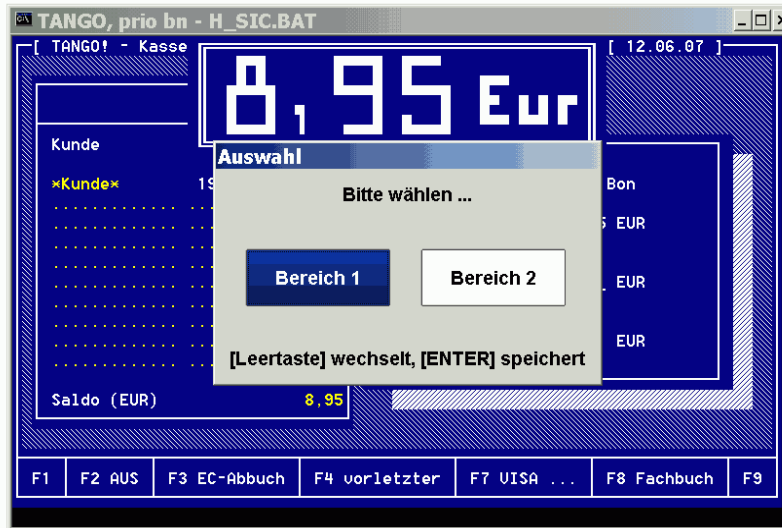 TANGO, prio bn - H_SIC.BAT
[ TANGO! - Kasse
[ 12.06.07 ]
8,95 Eur
Kunde
*Kunde*
Auswahl
Bitte wählen ...
Bereich 1 Bereich 2
[Leertaste] wechselt, [ENTER] speichert
Bon
EUR
EUR
EUR
Saldo (EUR) 8,95
F1 F2 AUS F3 EC-Abbuch F4 vorletzter F7 VISA ... F8 Fachbuch F9